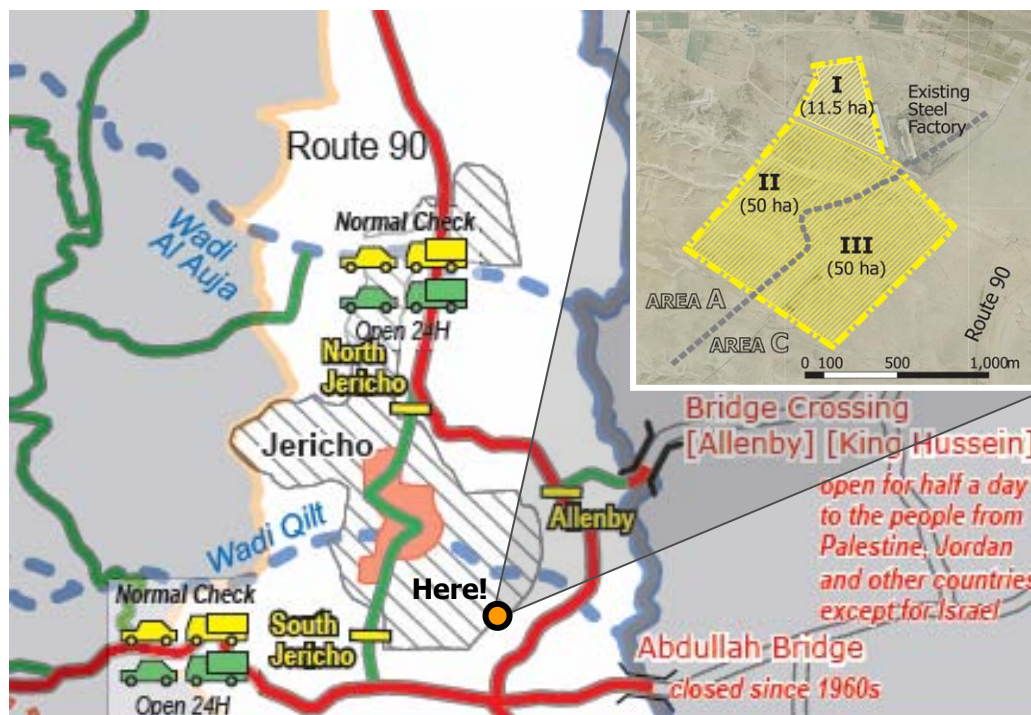 Route 90
Wadi
Al Auja
Normal Check
Open 24H
North
Jericho
Jericho
Wadi Qilt
Allenby
Here!
Normal Check
South
Jericho
Open 24H
Bridge Crossing
[Allenby] [King Hussein]
open for half a day
to the people from
Palestine, Jordan
and other countries
except for Israel
Abdullah Bridge
closed since 1960s
I
(11.5 ha)
Existing
Steel
Factory
II
(50 ha)
III
(50 ha)
AREA A
AREA C
Route 90
0 100 500 1,000m